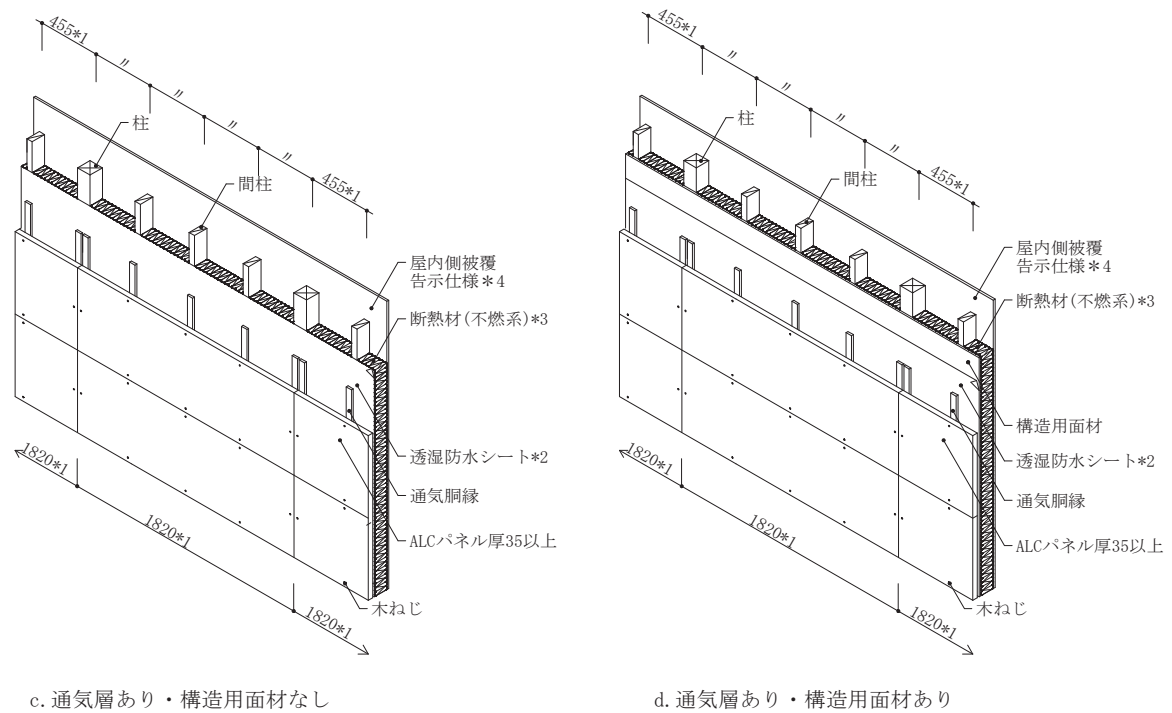 455*1
〃
〃
〃
〃
455*1
柱
間柱
屋内側被覆
告示仕様＊4
断熱材(不燃系)*3
透湿防水シート*2
通気胴縁
ALCパネル厚35以上
木ねじ
1820*1
1820*1
1820*1
c.通気層あり・構造用面材なし
455*1
〃
〃
〃
〃
455*1
柱
間柱
屋内側被覆
告示仕様＊4
断熱材(不燃系)*3
構造用面材
透湿防水シート*2
通気胴縁
ALCパネル厚35以上
木ねじ
1820*1
1820*1
1820*1
d.通気層あり・構造用面材あり